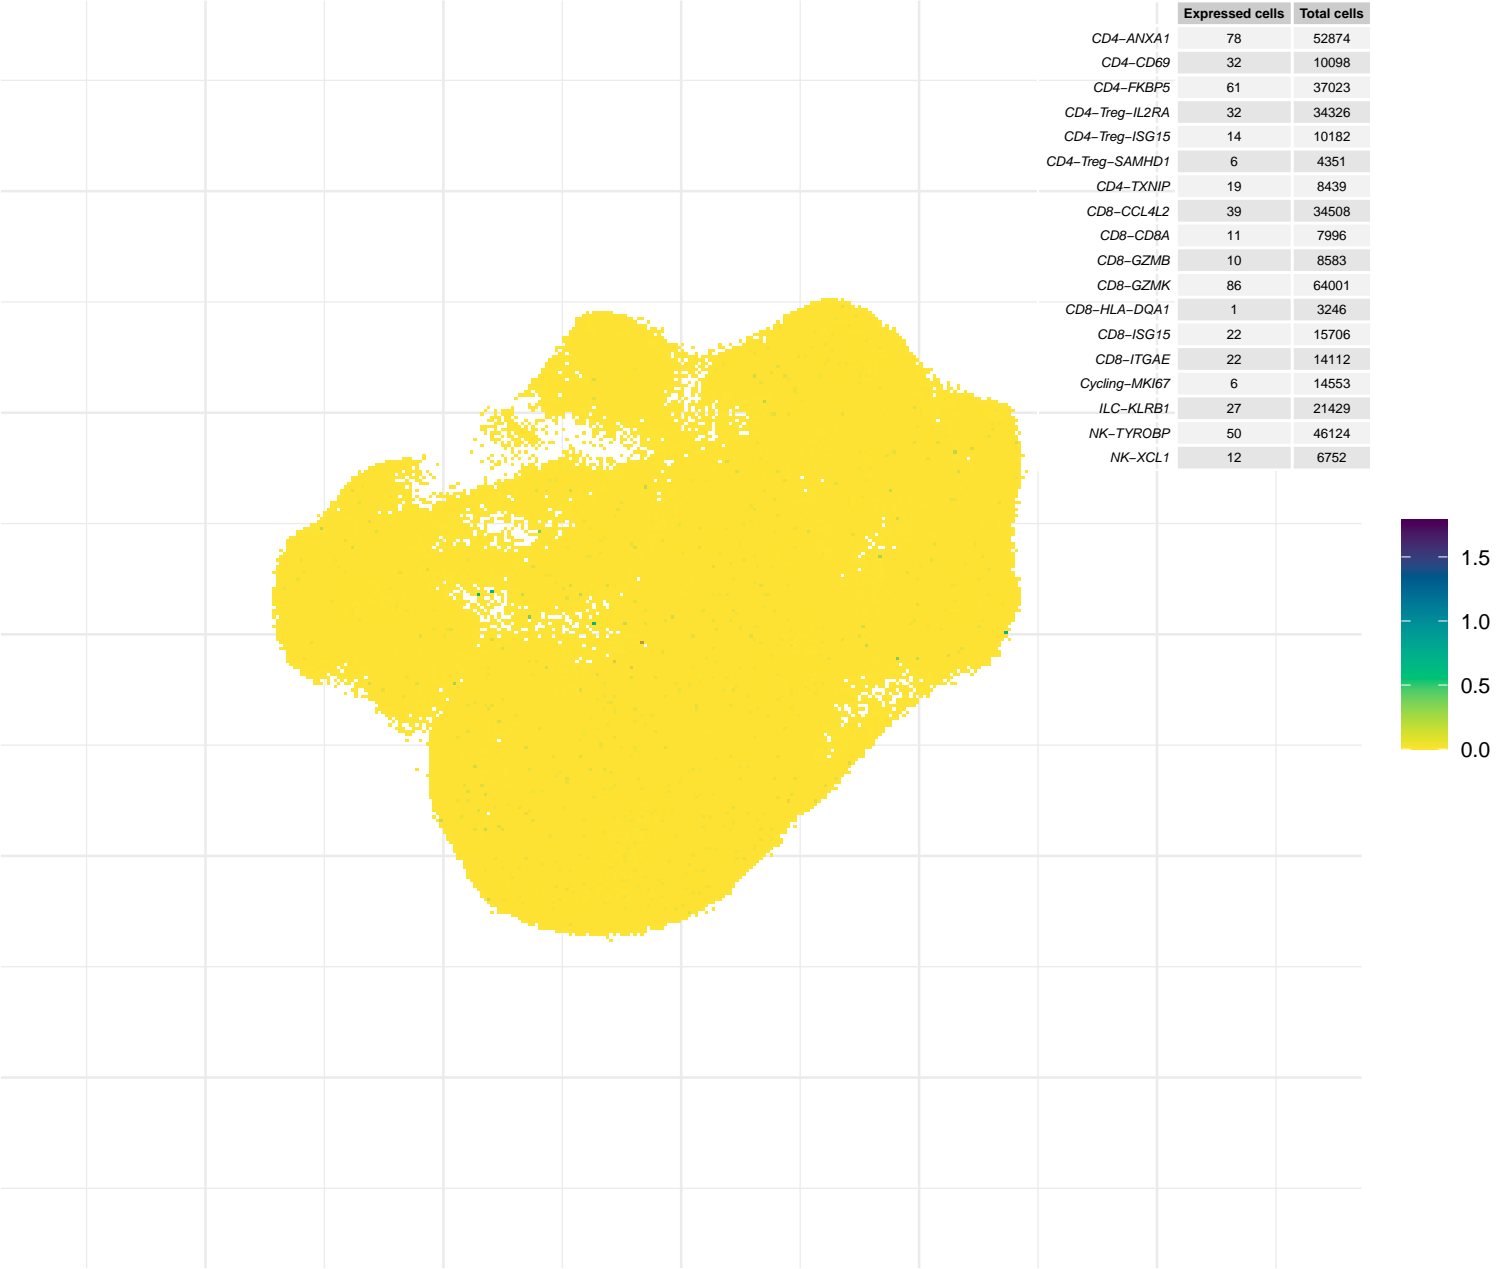 Expressed cells Total cells
CD4−ANXA1 78 52874
CD4−CD69 32 10098
CD4−FKBP5 61 37023
CD4−Treg−IL2RA 32 34326
CD4−Treg−ISG15 14 10182
CD4−Treg−SAMHD1 6 4351
CD4−TXNIP 19 8439
CD8−CCL4L2 39 34508
CD8−CD8A 11 7996
CD8−GZMB 10 8583
CD8−GZMK 86 64001
CD8−HLA−DQA1 1 3246
CD8−ISG15 22 15706
CD8−ITGAE 22 14112
Cycling−MKI67 6 14553
ILC−KLRB1 27 21429
NK−TYROBP 50 46124
NK−XCL1 12 6752
1.5
1.0
0.5
0.0